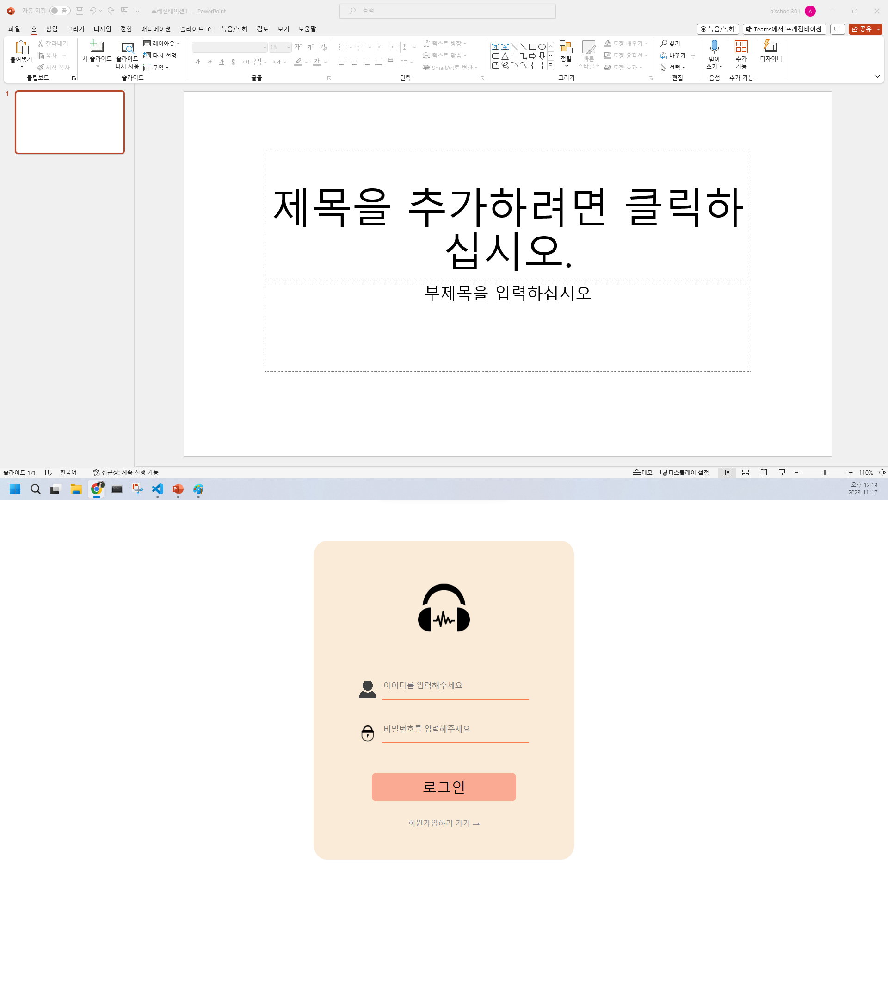 자동 저장 끔 프레젠테이션1 - PowerPoint 검색 aischool301 A
파일 홈 삽입 그리기 디자인 전환 애니메이션 슬라이드 쇼 녹음/녹화 검토 보기 도움말 녹음/녹화 Teams에서 프레젠테이션 공유
붙여넣기 잘라내기 복사 서식 복사
클립보드
새 슬라이드 슬라이드 다시 사용 레이아웃 다시 설정 구역
슬라이드
18 가 가
가 가 가 S 가나 가나 가가 가
글꼴
텍스트 방향
텍스트 맞춤
SmartArt로 변환
단락
정렬 빠른 스타일 도형 채우기 도형 윤곽선 도형 효과
그리기
찾기
바꾸기
선택
편집
받아쓰기
음성
추가 기능
추가 기능
디자이너
1
제목을 추가하려면 클릭하
십시오.
부제목을 입력하십시오
슬라이드 1/1 한국어 접근성: 계속 진행 가능 메모 디스플레이 설정 110%
오후 12:19
2023-11-17
아이디를 입력해주세요
비밀번호를 입력해주세요
로그인
회원가입하러 가기 →